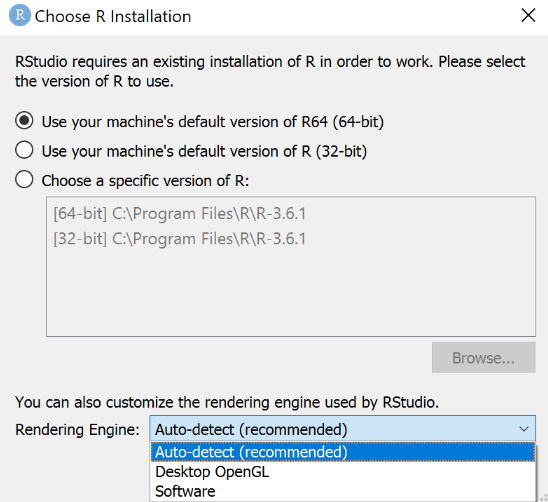 R Choose R Installation
RStudio requires an existing installation of R in order to work. Please select
the version of R to use.
Use your machine's default version of R64 (64-bit)
Use your machine's default version of R (32-bit)
Choose a specific version of R:
[64-bit] C:\Program Files\R\R-3.6.1
[32-bit] C:\Program Files\R\R-3.6.1
Browse...
You can also customize the rendering engine used by RStudio.
Rendering Engine: Auto-detect (recommended)
Auto-detect (recommended)
Desktop OpenGL
Software